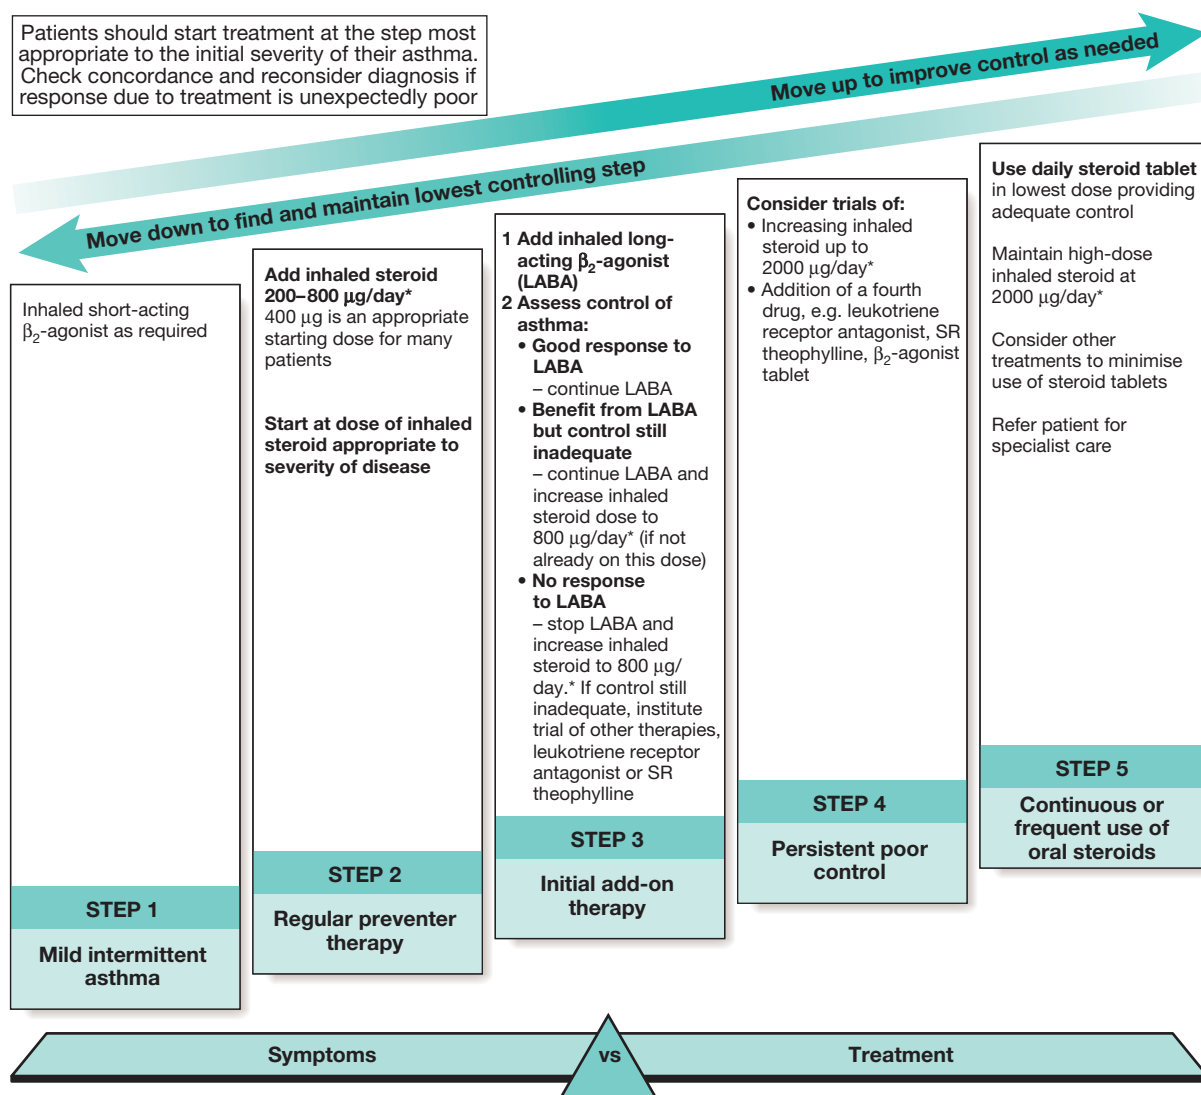 Patients should start treatment at the step most
appropriate to the initial severity of their asthma.
Check concordance and reconsider diagnosis if
response due to treatment is unexpectedly poor
Move up to improve control as needed
Move down to find and maintain lowest controlling step
Inhaled short-acting
β2-agonist as required
STEP 1
Mild intermittent
asthma
Add inhaled steroid
200–800 μg/day*
400 μg is an appropriate
starting dose for many
patients
Start at dose of inhaled
steroid appropriate to
severity of disease
STEP 2
Regular preventer
therapy
1 Add inhaled long-
acting β2-agonist
(LABA)
2 Assess control of
asthma:
• Good response to
LABA
– continue LABA
• Benefit from LABA
but control still
inadequate
– continue LABA and
increase inhaled
steroid dose to
800 μg/day* (if not
already on this dose)
• No response
to LABA
– stop LABA and
increase inhaled
steroid to 800 μg/
day.* If control still
inadequate, institute
trial of other therapies,
leukotriene receptor
antagonist or SR
theophylline
STEP 3
Initial add-on
therapy
Consider trials of:
• Increasing inhaled
steroid up to
2000 μg/day*
• Addition of a fourth
drug, e.g. leukotriene
receptor antagonist, SR
theophylline, β2-agonist
tablet
STEP 4
Persistent poor
control
Use daily steroid tablet
in lowest dose providing
adequate control
Maintain high-dose
inhaled steroid at
2000 μg/day*
Consider other
treatments to minimise
use of steroid tablets
Refer patient for
specialist care
STEP 5
Continuous or
frequent use of
oral steroids
Symptoms
vs
Treatment